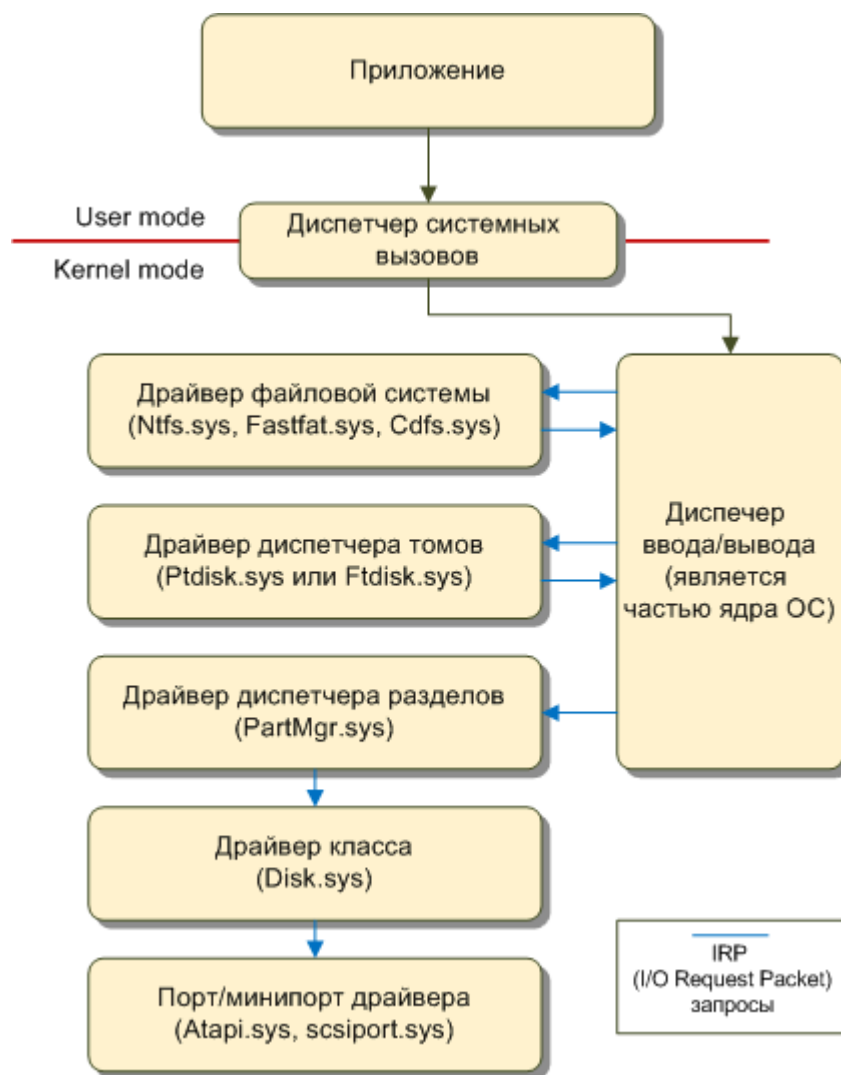 Приложение
User mode
Диспетчер системных
вызовов
Kernel mode
Драйвер файловой системы
(Ntfs.sys, Fastfat.sys, Cdfs.sys)
Драйвер диспетчера томов
(Ptdisk.sys или Ftdisk.sys)
Диспечер
ввода/вывода
(является
частью ядра ОС)
Драйвер диспетчера разделов
(PartMgr.sys)
Драйвер класса
(Disk.sys)
Порт/минипорт драйвера
(Atapi.sys, scsiport.sys)
IRP
(I/O Request Packet)
запросы